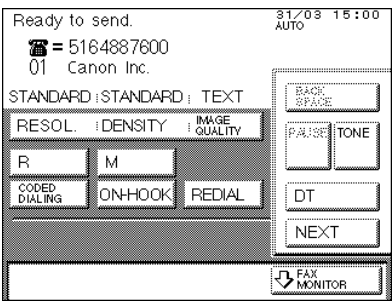 Ready to send.
31/03 15:00
AUTO
☎= 5164887600
01 Canon Inc.
STANDARD STANDARD TEXT
RESOL. DENSITY IMAGE QUALITY
BACK SPACE
PAUSE TONE
R M
CODED DIALING ON-HOOK REDIAL
DT
NEXT
FAX MONITOR